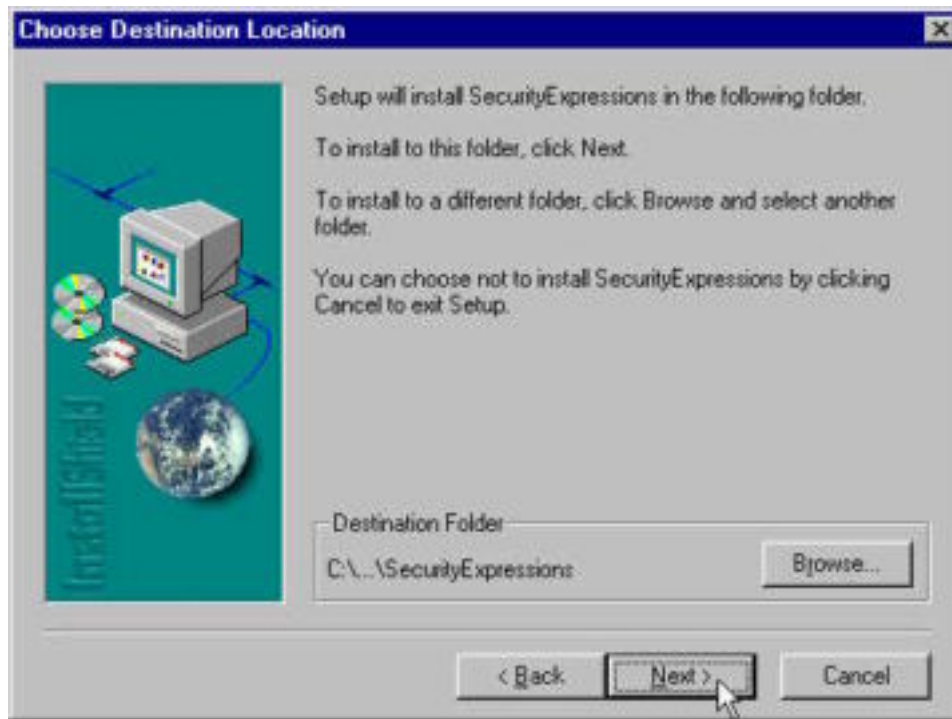 Choose Destination Location
Setup will install SecurityExpressions in the following folder.
To install to this folder, click Next.
To install to a different folder, click Browse and select another
folder.
You can choose not to install SecurityExpressions by clicking
Cancel to exit Setup.
InstallShield
Destination Folder
C:\...\SecurityExpressions
Browse...
< Back
Next >
Cancel